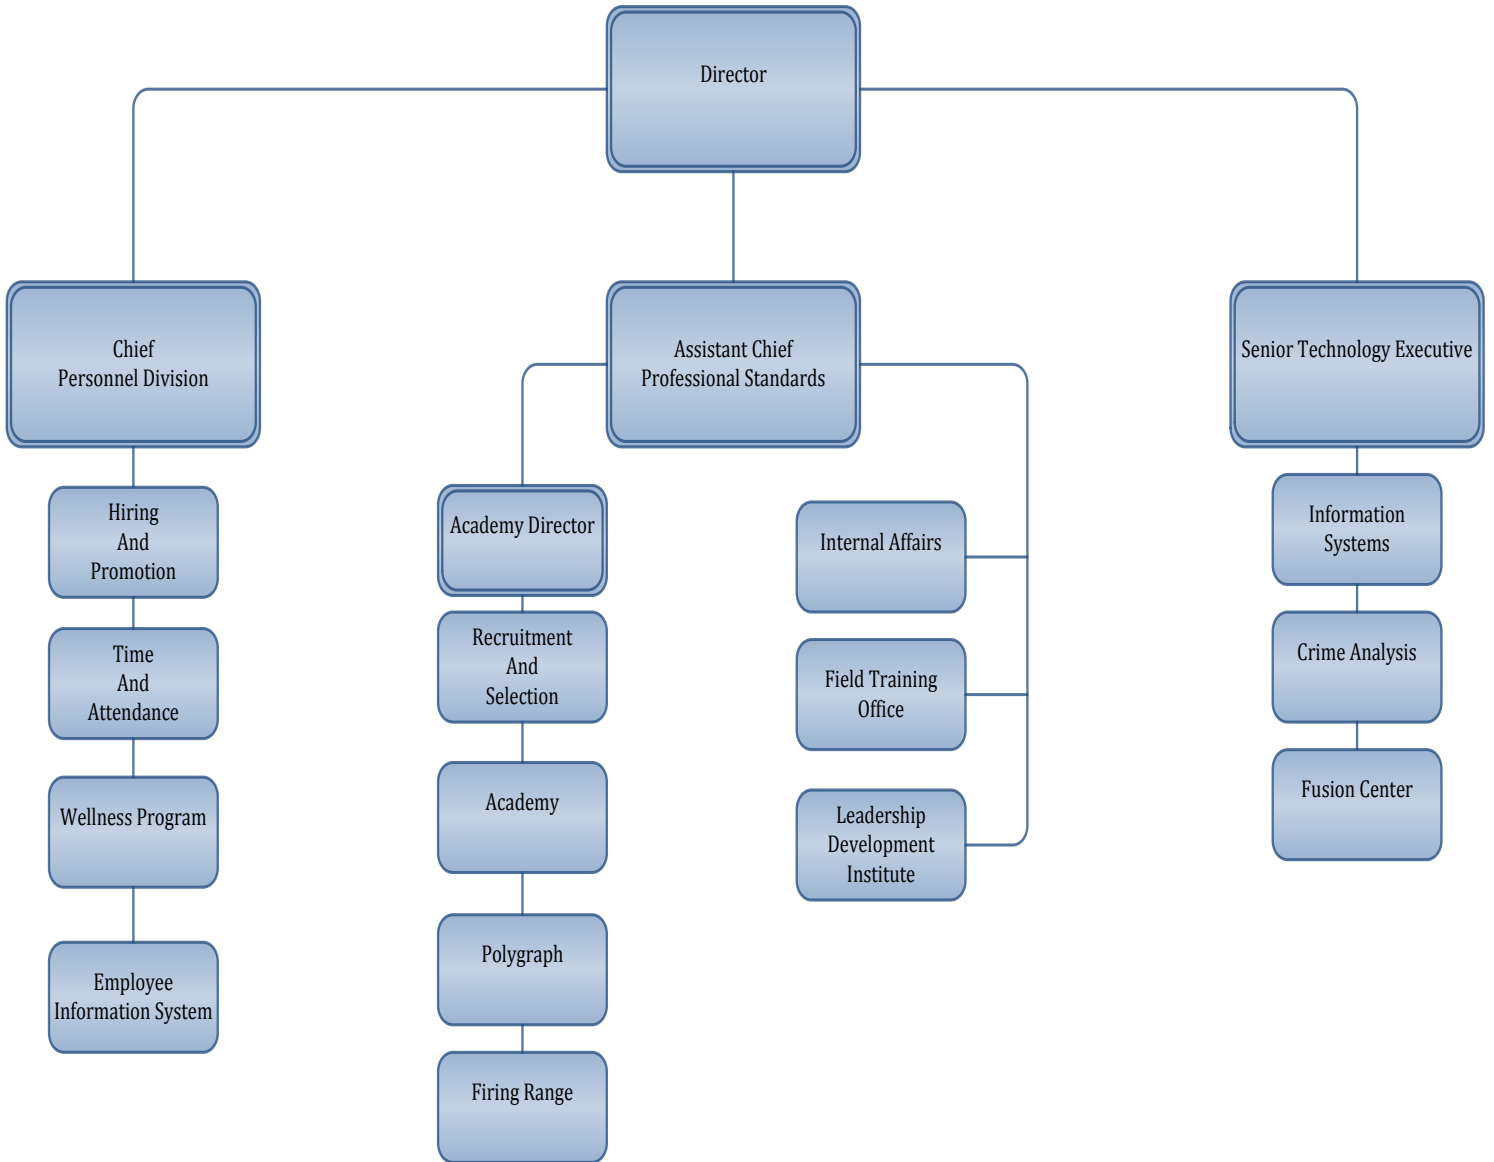 Director
Chief
Personnel Division
Assistant Chief
Professional Standards
Senior Technology Executive
Hiring
And
Promotion
Time
And
Attendance
Wellness Program
Employee
Information System
Academy Director
Recruitment
And
Selection
Academy
Polygraph
Firing Range
Internal Affairs
Field Training
Office
Leadership
Development
Institute
Information
Systems
Crime Analysis
Fusion Center